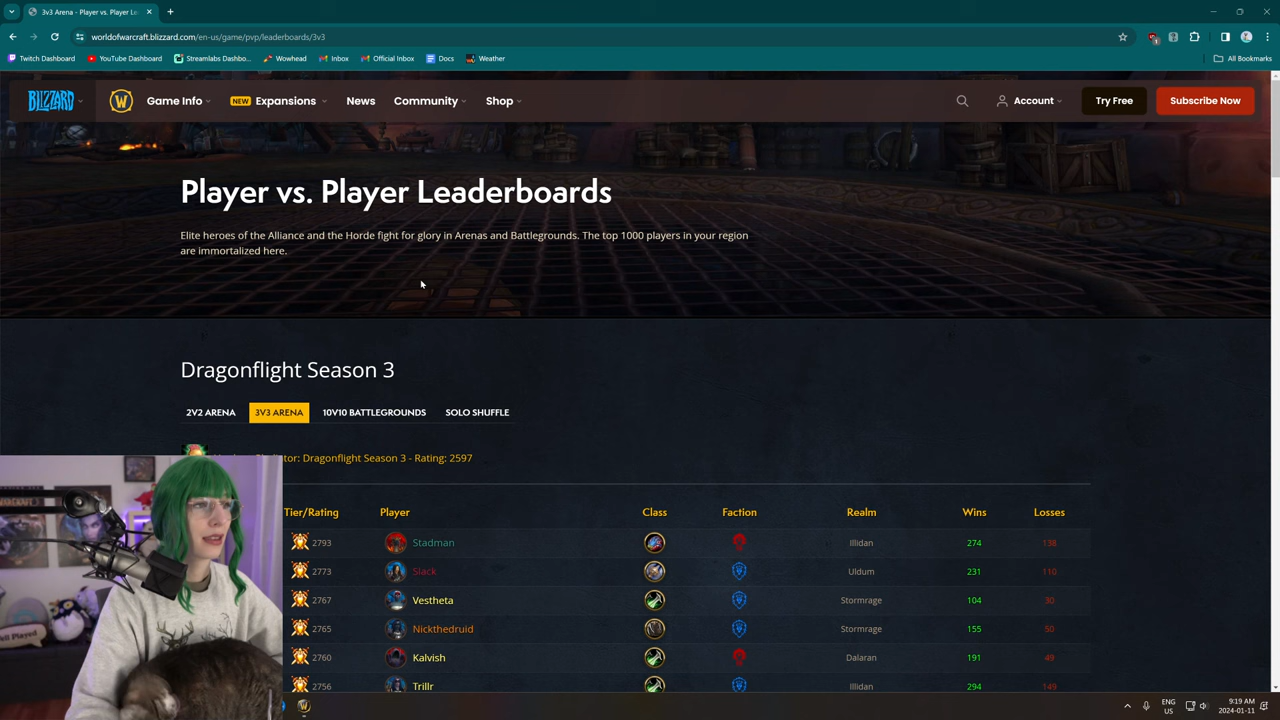 3v3 Arena - Player vs. Player Le
worldofwarcraft.blizzard.com/en-us/game/pvp/leaderboards/3v3
Twitch Dashboard YouTube Dashboard Streamlabs Dashbo... Wowhead Inbox Official Inbox Docs Weather All Bookmarks
BLIZZARD W Game Info NEW Expansions News Community Shop Account Try Free Subscribe Now
Player vs. Player Leaderboards
Elite heroes of the Alliance and the Horde fight for glory in Arenas and Battlegrounds. The top 1000 players in your region
are immortalized here.
Dragonflight Season 3
2V2 ARENA 3V3 ARENA 10V10 BATTLEGROUNDS SOLO SHUFFLE
: Dragonflight Season 3 - Rating: 2597
Tier/Rating Player Class Faction Realm Wins Losses
2793 Stadman Illidan 274 138
2773 Slack Uldum 231 110
2767 Vestheta Stormrage 104 30
2765 Nickthedruid Stormrage 155 50
2760 Kalvish Dalaran 191 49
2756 Trillr Illidan 294 149
ENG
US
9:19 AM
2024-01-11